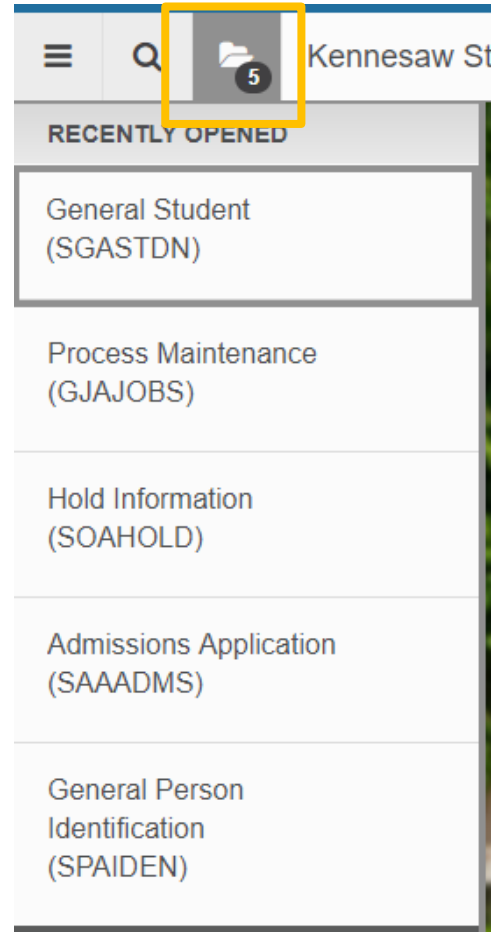 5
Kennesaw St
RECENTLY OPENED
General Student
(SGASTDN)
Process Maintenance
(GJAJOBS)
Hold Information
(SOAHOLD)
Admissions Application
(SAAADMS)
General Person
Identification
(SPAIDEN)